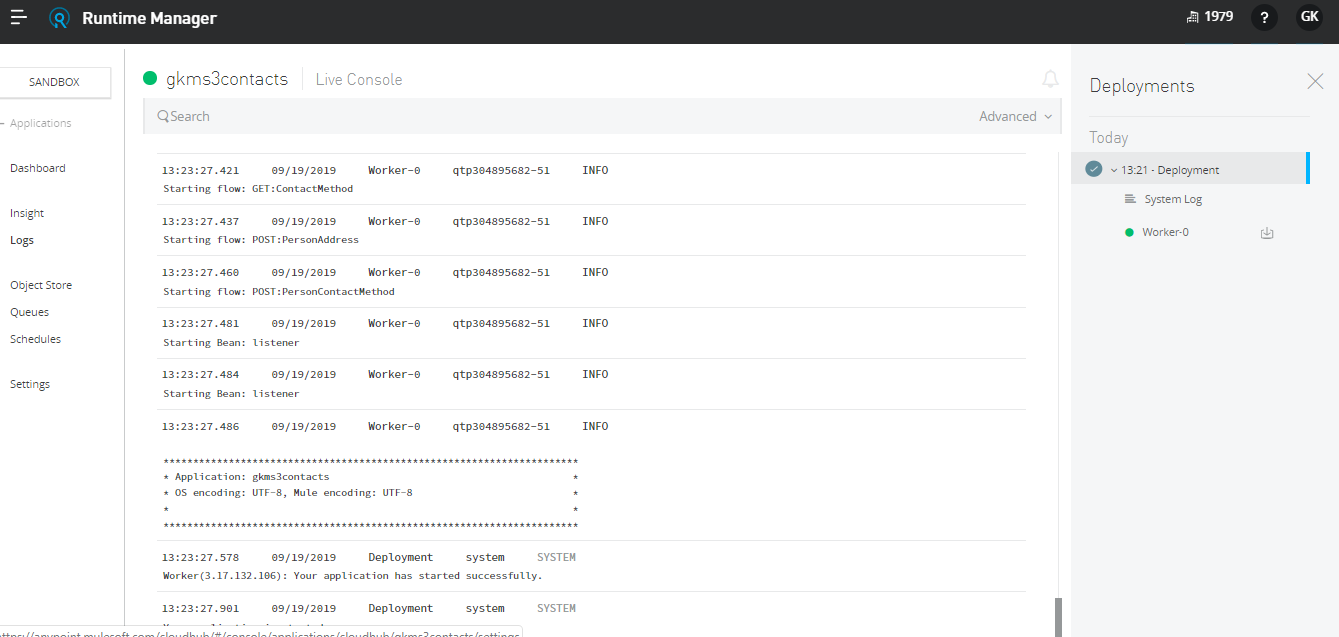 Runtime Manager
1979
?
GK
SANDBOX
Applications
Dashboard
Insight
Logs
Object Store
Queues
Schedules
Settings
gkms3contacts
Live Console
Search
Advanced
13:23:27.421 09/19/2019 Worker-0 qtp304895682-51 INFO
Starting flow: GET:ContactMethod
13:23:27.437 09/19/2019 Worker-0 qtp304895682-51 INFO
Starting flow: POST:PersonAddress
13:23:27.460 09/19/2019 Worker-0 qtp304895682-51 INFO
Starting flow: POST:PersonContactMethod
13:23:27.481 09/19/2019 Worker-0 qtp304895682-51 INFO
Starting Bean: listener
13:23:27.484 09/19/2019 Worker-0 qtp304895682-51 INFO
Starting Bean: listener
13:23:27.486 09/19/2019 Worker-0 qtp304895682-51 INFO
**********************************************************************
* Application: gkms3contacts *
* OS encoding: UTF-8, Mule encoding: UTF-8 *
* *
**********************************************************************
13:23:27.578 09/19/2019 Deployment system SYSTEM
Worker(3.17.132.106): Your application has started successfully.
13:23:27.901 09/19/2019 Deployment system SYSTEM
Deployments
Today
13:21 - Deployment
System Log
Worker-0